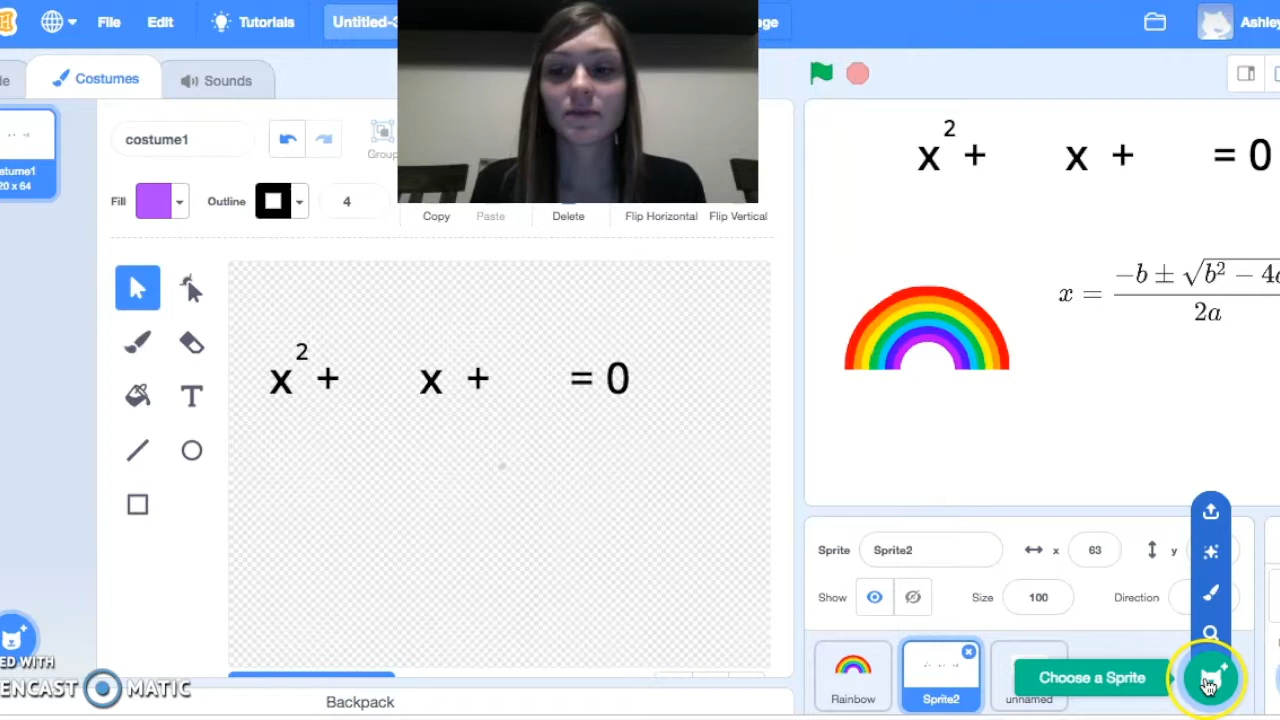 File Edit Tutorials Untitled-
Ashley
Costumes Sounds
costume1
Group
Fill Outline 4
Copy Paste Delete Flip Horizontal Flip Vertical
x² + x + = 0
x² + x + = 0
x = −b ± √b² − 4
2a
Sprite Sprite2 x 63 y
Show Size 100 Direction
Choose a Sprite
Rainbow Sprite2 unnamed
Backpack
MATIC